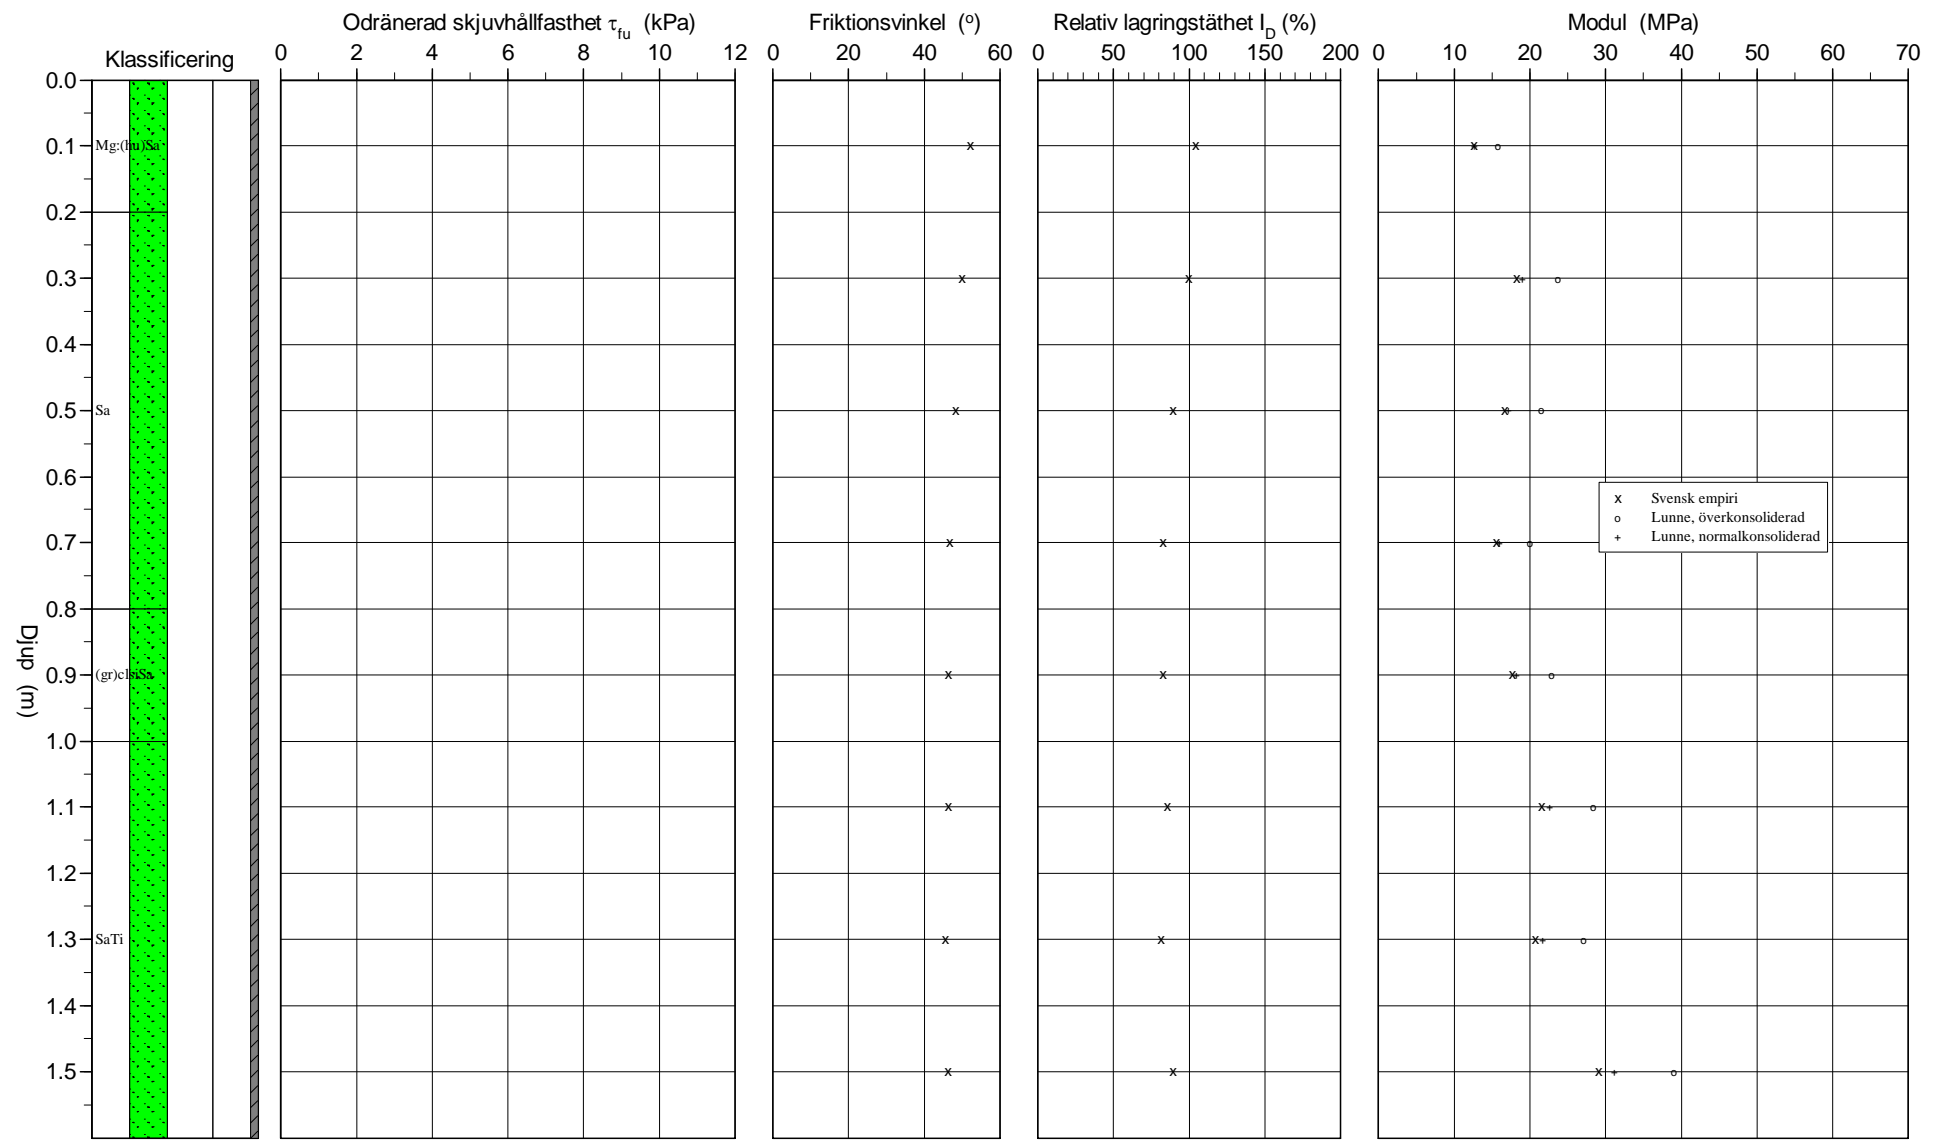 Klassificering
Odränerad skjuvhållfasthet τfu (kPa)
Friktionsvinkel (o)
Relativ lagringstäthet ID (%)
Modul (MPa)
0 2 4 6 8 10 12
0 20 40 60
0 50 100 150 200
0 10 20 30 40 50 60 70
Djup (m)
0.0
0.1
0.2
0.3
0.4
0.5
0.6
0.7
0.8
0.9
1.0
1.1
1.2
1.3
1.4
1.5
Mg:(hu)Sa
Sa
(gr)clsiSa
SaTi
x Svensk empiri
o Lunne, överkonsoliderad
+ Lunne, normalkonsoliderad